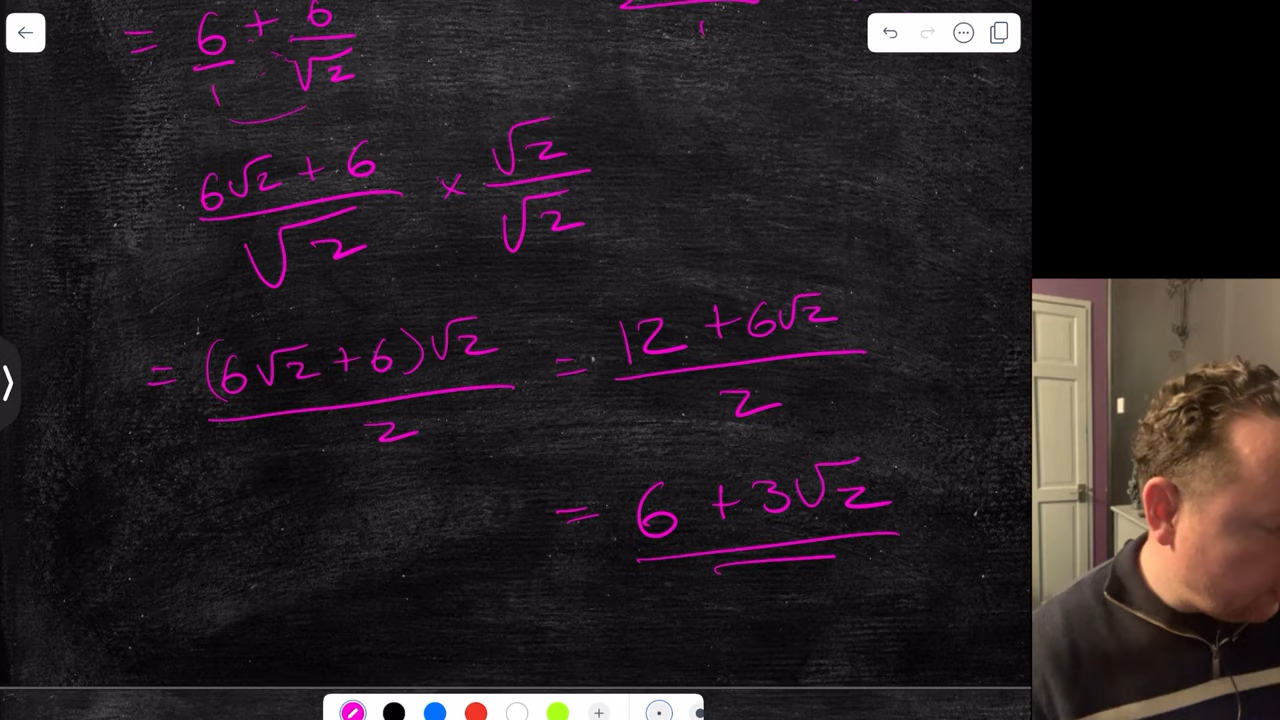 = 6/1 + 6/√2
(6√2 + 6)/√2 × √2/√2
= ((6√2 + 6)√2)/2 = (12 + 6√2)/2
= 6 + 3√2